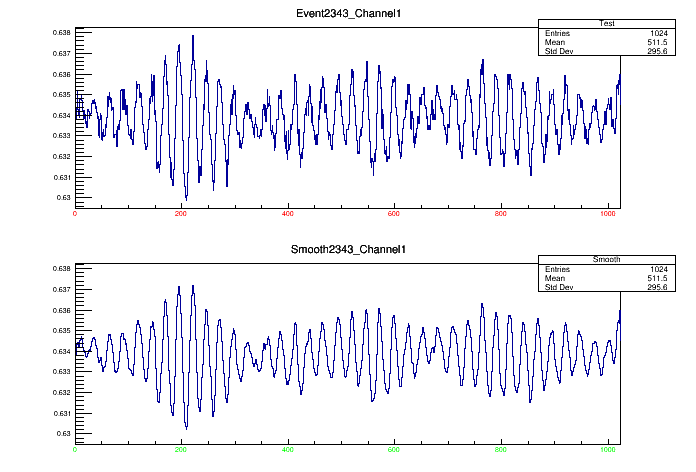 Event2343_Channel1
Test
Entries 1024
Mean 511.5
Std Dev 295.6
0.638
0.637
0.636
0.635
0.634
0.633
0.632
0.631
0.63
0 200 400 600 800 1000
Smooth2343_Channel1
Smooth
Entries 1024
Mean 511.5
Std Dev 295.6
0.638
0.637
0.636
0.635
0.634
0.633
0.632
0.631
0.63
0 200 400 600 800 1000